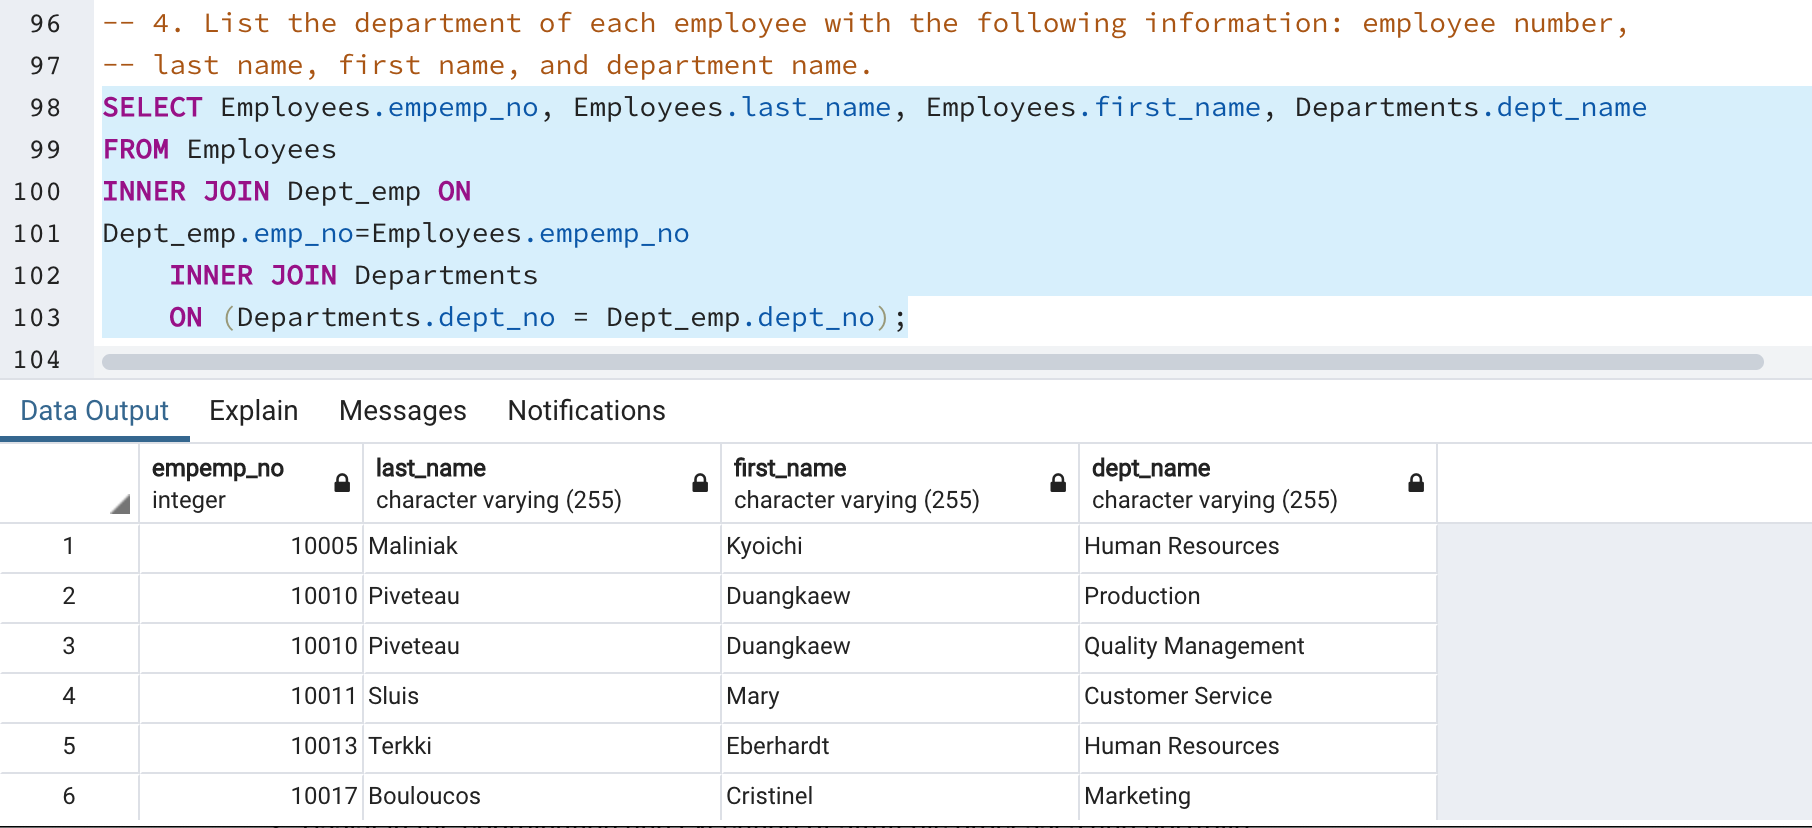 96 -- 4. List the department of each employee with the following information: employee number,
97 -- last name, first name, and department name.
98 SELECT Employees.empemp_no, Employees.last_name, Employees.first_name, Departments.dept_name
99 FROM Employees
100 INNER JOIN Dept_emp ON
101 Dept_emp.emp_no=Employees.empemp_no
102 INNER JOIN Departments
103 ON (Departments.dept_no = Dept_emp.dept_no);
104
Data Output Explain Messages Notifications
empemp_no last_name first_name dept_name
integer character varying (255) character varying (255) character varying (255)
1 10005 Maliniak Kyoichi Human Resources
2 10010 Piveteau Duangkaew Production
3 10010 Piveteau Duangkaew Quality Management
4 10011 Sluis Mary Customer Service
5 10013 Terkki Eberhardt Human Resources
6 10017 Bouloucos Cristinel Marketing